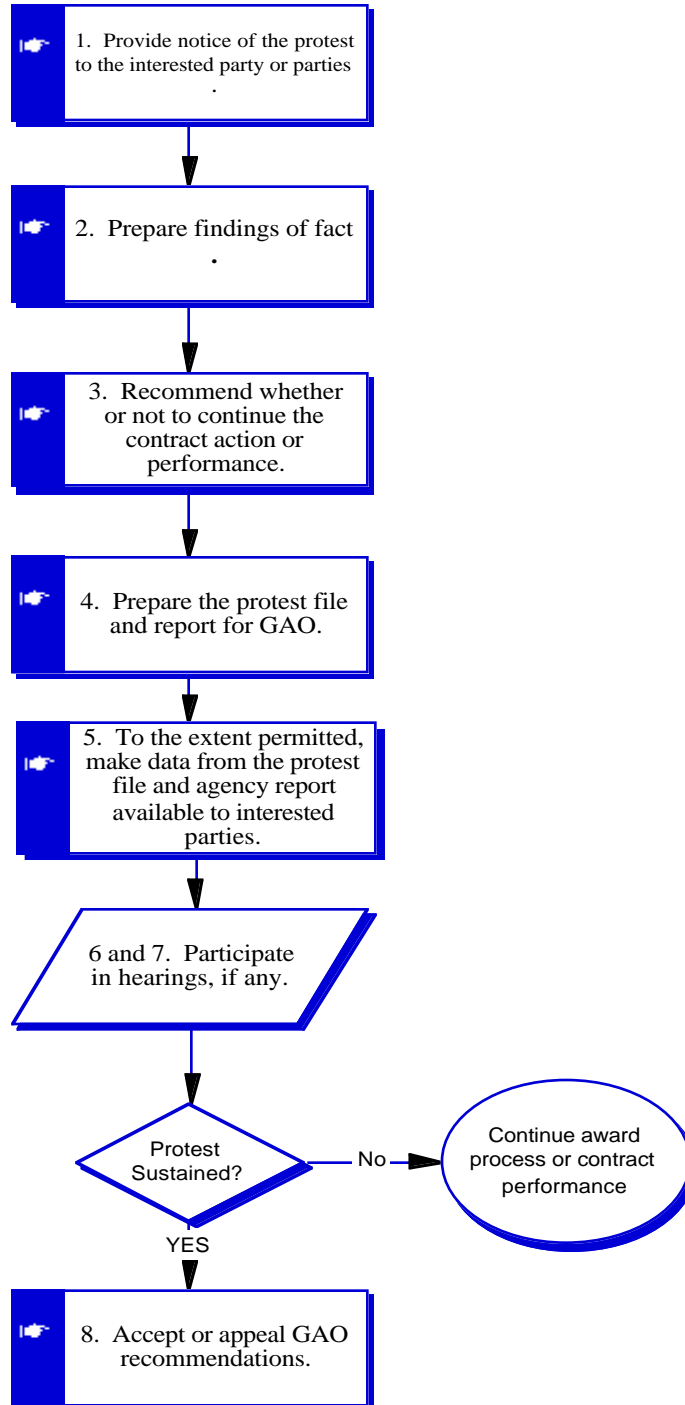 1. Provide notice of the protest
to the interested party or parties
.
2. Prepare findings of fact
.
3. Recommend whether
or not to continue the
contract action or
performance.
4. Prepare the protest file
and report for GAO.
5. To the extent permitted,
make data from the protest
file and agency report
available to interested
parties.
6 and 7. Participate
in hearings, if any.
Protest
Sustained?
No
Continue award
process or contract
performance
YES
8. Accept or appeal GAO
recommendations.